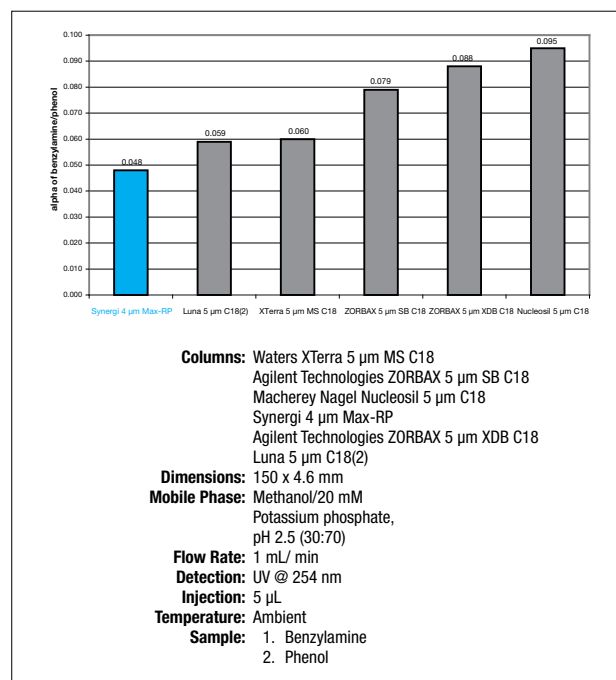 0.100
0.095
0.090
0.088
0.080
0.079
0.070
0.060
0.059
0.060
0.050
0.048
0.040
0.030
0.020
0.010
0.000
alpha of benzylamine/phenol
Synergi 4 µm Max-RP Luna 5 µm C18(2) XTerra 5 µm MS C18 ZORBAX 5 µm SB C18 ZORBAX 5 µm XDB C18 Nucleosil 5 µm C18
Columns: Waters XTerra 5 µm MS C18
Agilent Technologies ZORBAX 5 µm SB C18
Macherey Nagel Nucleosil 5 µm C18
Synergi 4 µm Max-RP
Agilent Technologies ZORBAX 5 µm XDB C18
Luna 5 µm C18(2)
Dimensions: 150 x 4.6 mm
Mobile Phase: Methanol/20 mM
Potassium phosphate,
pH 2.5 (30:70)
Flow Rate: 1 mL/ min
Detection: UV @ 254 nm
Injection: 5 µL
Temperature: Ambient
Sample: 1. Benzylamine
2. Phenol